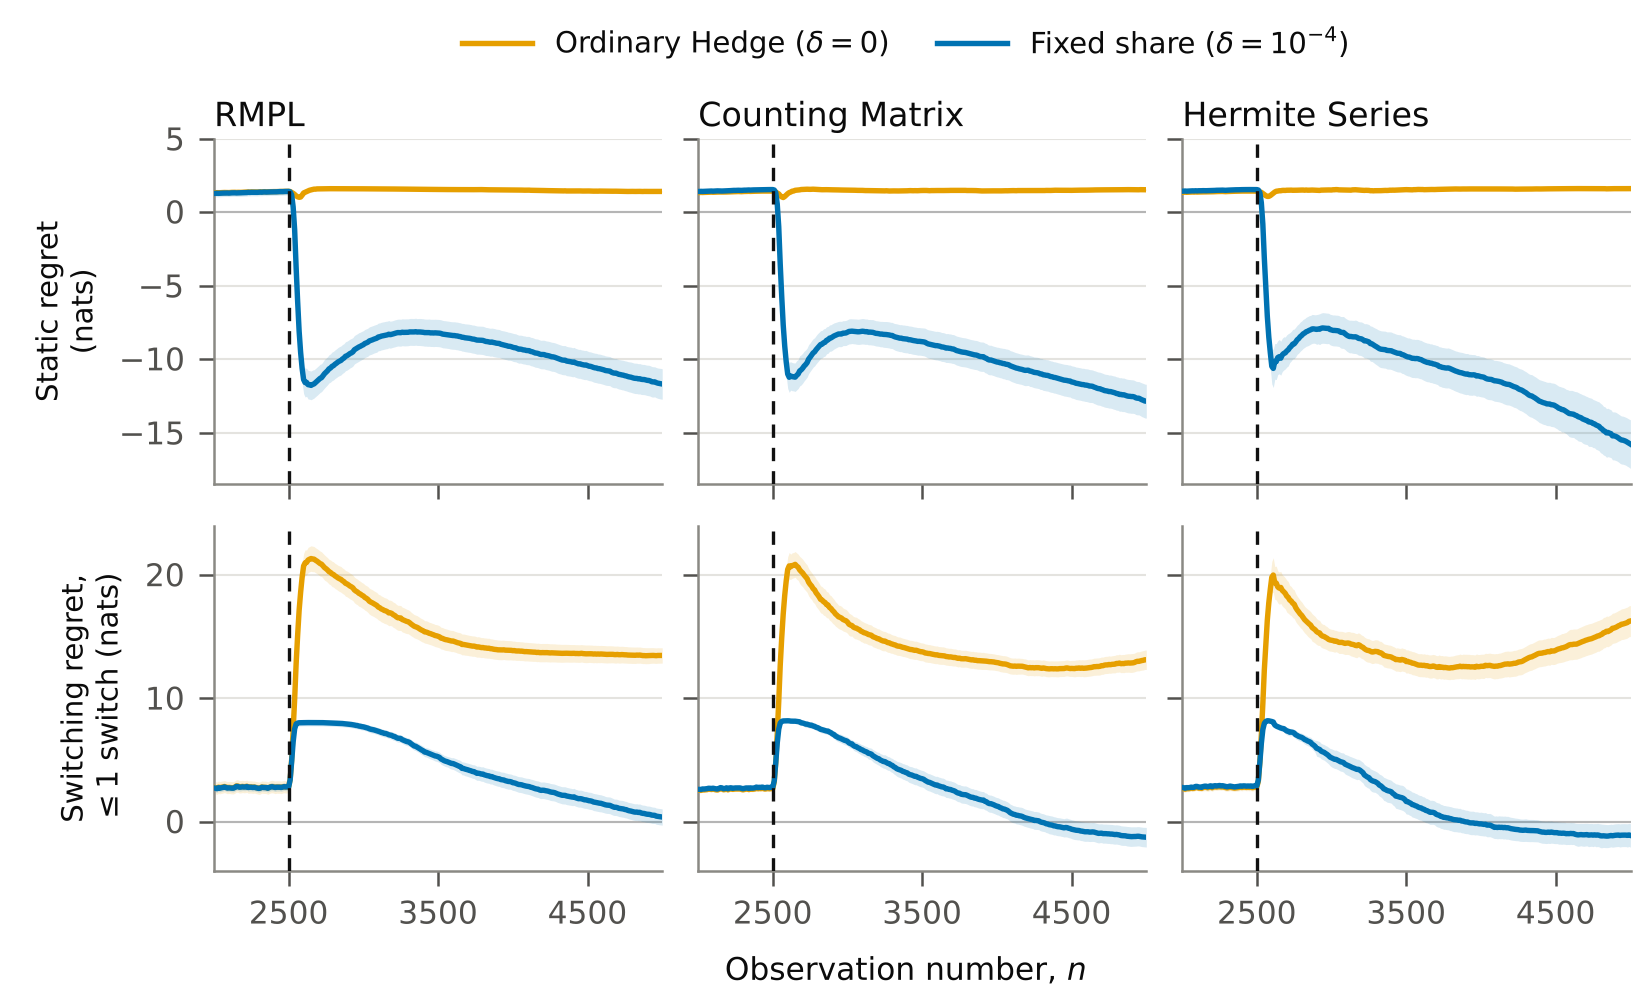 Ordinary Hedge (δ = 0) Fixed share (δ = 10⁻⁴)
RMPL Counting Matrix Hermite Series
Static regret
(nats)
5
0
−5
−10
−15
Switching regret,
≤ 1 switch (nats)
20
10
0
2500 3500 4500 2500 3500 4500 2500 3500 4500
Observation number, n